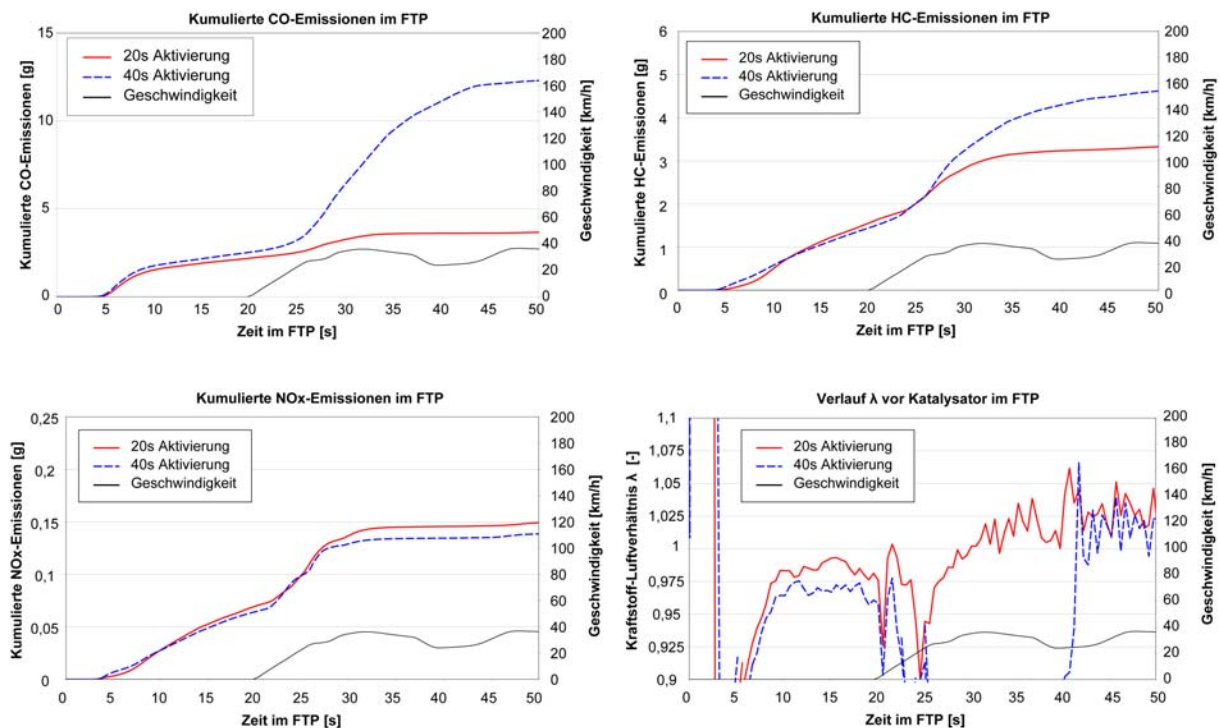 Kumulierte CO-Emissionen im FTP
15
10
5
0
Kumulierte CO-Emissionen [g]
20s Aktivierung
40s Aktivierung
Geschwindigkeit
200
180
160
140
120
100
80
60
40
20
0
Geschwindigkeit [km/h]
0 5 10 15 20 25 30 35 40 45 50
Zeit im FTP [s]
Kumulierte HC-Emissionen im FTP
6
5
4
3
2
1
0
Kumulierte HC-Emissionen [g]
20s Aktivierung
40s Aktivierung
Geschwindigkeit
200
180
160
140
120
100
80
60
40
20
0
Geschwindigkeit [km/h]
0 5 10 15 20 25 30 35 40 45 50
Zeit im FTP [s]
Kumulierte NOx-Emissionen im FTP
0,25
0,2
0,15
0,1
0,05
0
Kumulierte NOx-Emissionen [g]
20s Aktivierung
40s Aktivierung
Geschwindigkeit
200
180
160
140
120
100
80
60
40
20
0
Geschwindigkeit [km/h]
0 5 10 15 20 25 30 35 40 45 50
Zeit im FTP [s]
Verlauf λ vor Katalysator im FTP
1,1
1,075
1,05
1,025
1
0,975
0,95
0,925
0,9
Kraftstoff-Luftverhältnis λ [-]
20s Aktivierung
40s Aktivierung
Geschwindigkeit
200
180
160
140
120
100
80
60
40
20
0
Geschwindigkeit [km/h]
0 5 10 15 20 25 30 35 40 45 50
Zeit im FTP [s]